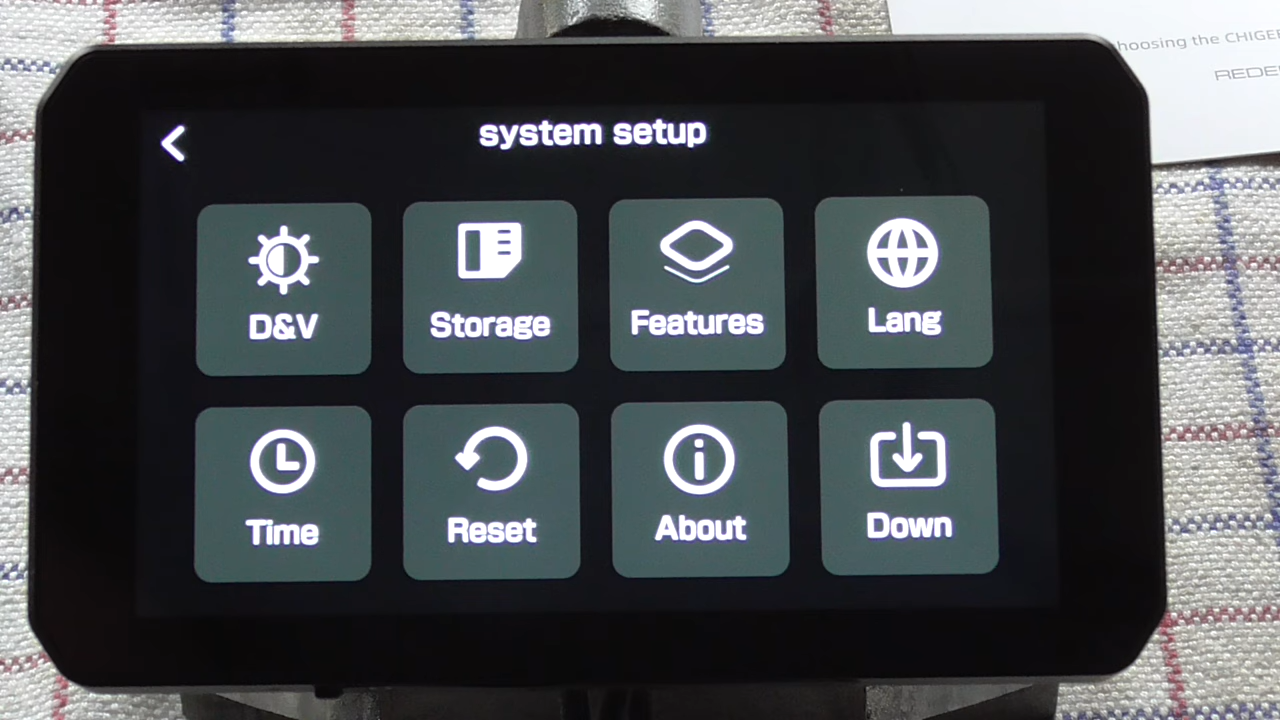 hoosing the CHIGE
REDE
system setup
D&V
Storage
Features
Lang
Time
Reset
About
Down